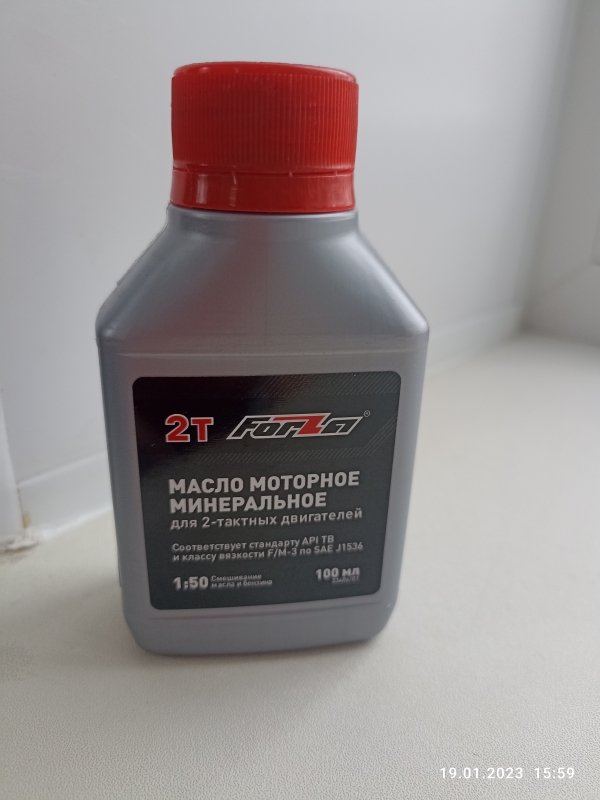 2T FORZA®
МАСЛО МОТОРНОЕ
МИНЕРАЛЬНОЕ
для 2-тактных двигателей
Соответствует стандарту API TB
и классу вязкости F/M-3 по SAE J1536
1:50 Смешивание
масла и бензина
100 мл
19.01.2023 15:59